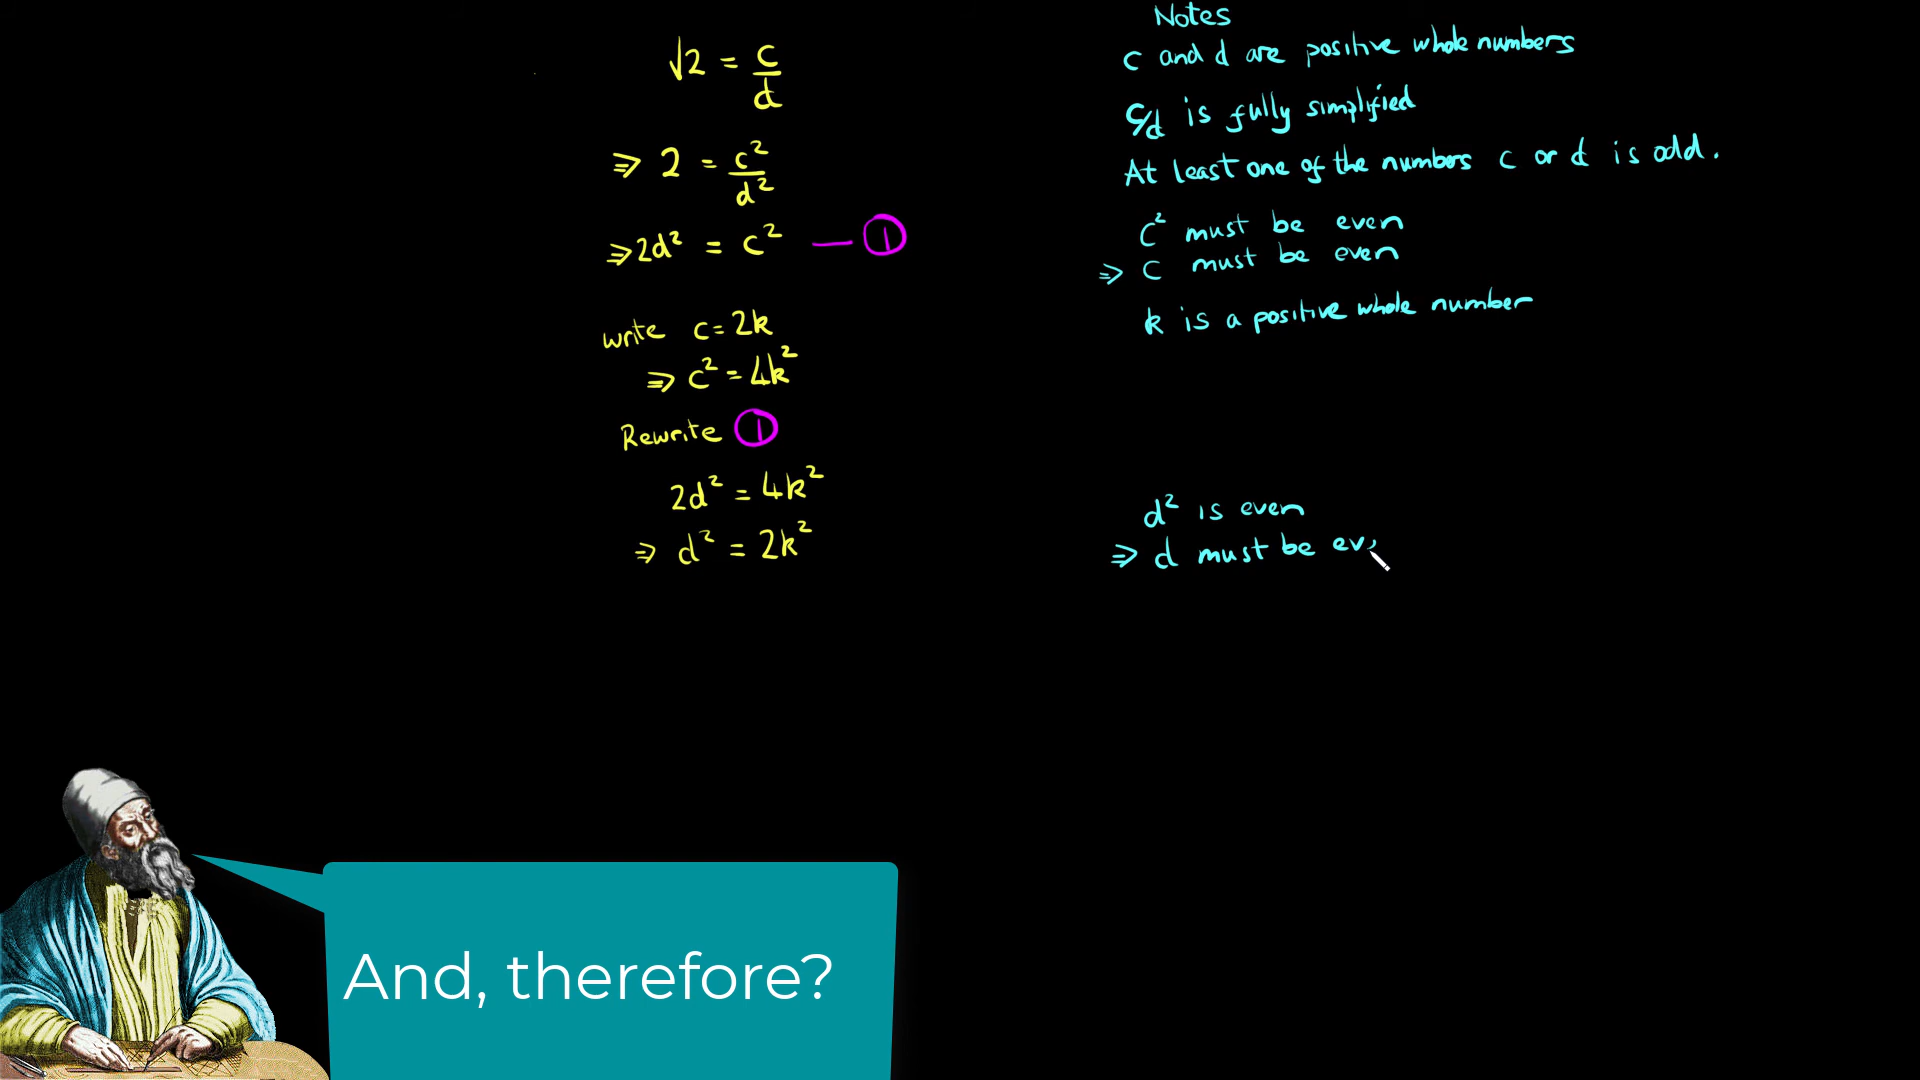 √2 = c/d
⇒ 2 = c²/d²
⇒ 2d² = c² — ①
write c = 2k
⇒ c² = 4k²
Rewrite ①
2d² = 4k²
⇒ d² = 2k²
Notes
c and d are positive whole numbers
c/d is fully simplified
At least one of the numbers c or d is odd.
c² must be even
⇒ c must be even
k is a positive whole number
d² is even
⇒ d must be ev
And, therefore?